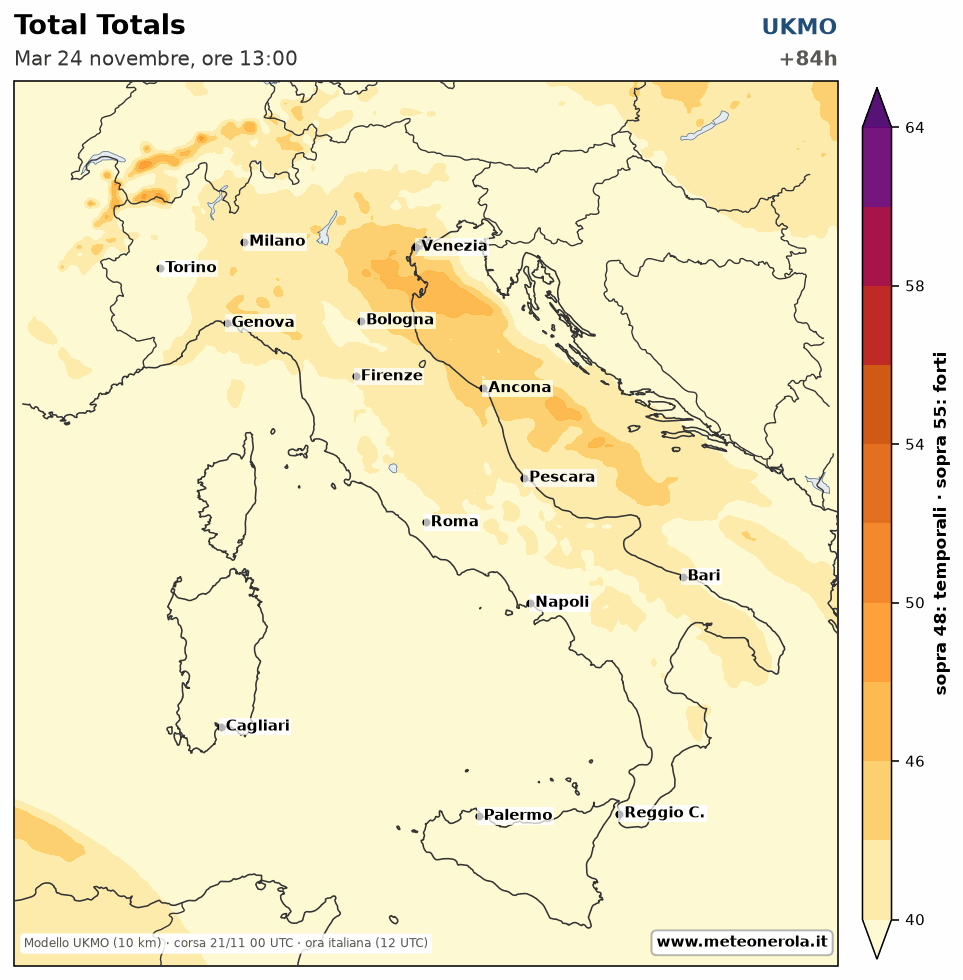 Total Totals
UKMO
Mar 24 novembre, ore 13:00
+84h
64
58
54
50
46
40
sopra 48: temporali · sopra 55: forti
Venezia
Milano
Torino
Genova
Bologna
Firenze
Ancona
Pescara
Roma
Bari
Napoli
Cagliari
Palermo
Reggio C.
Modello UKMO (10 km) · corsa 21/11 00 UTC · ora italiana (12 UTC)
www.meteonerola.it